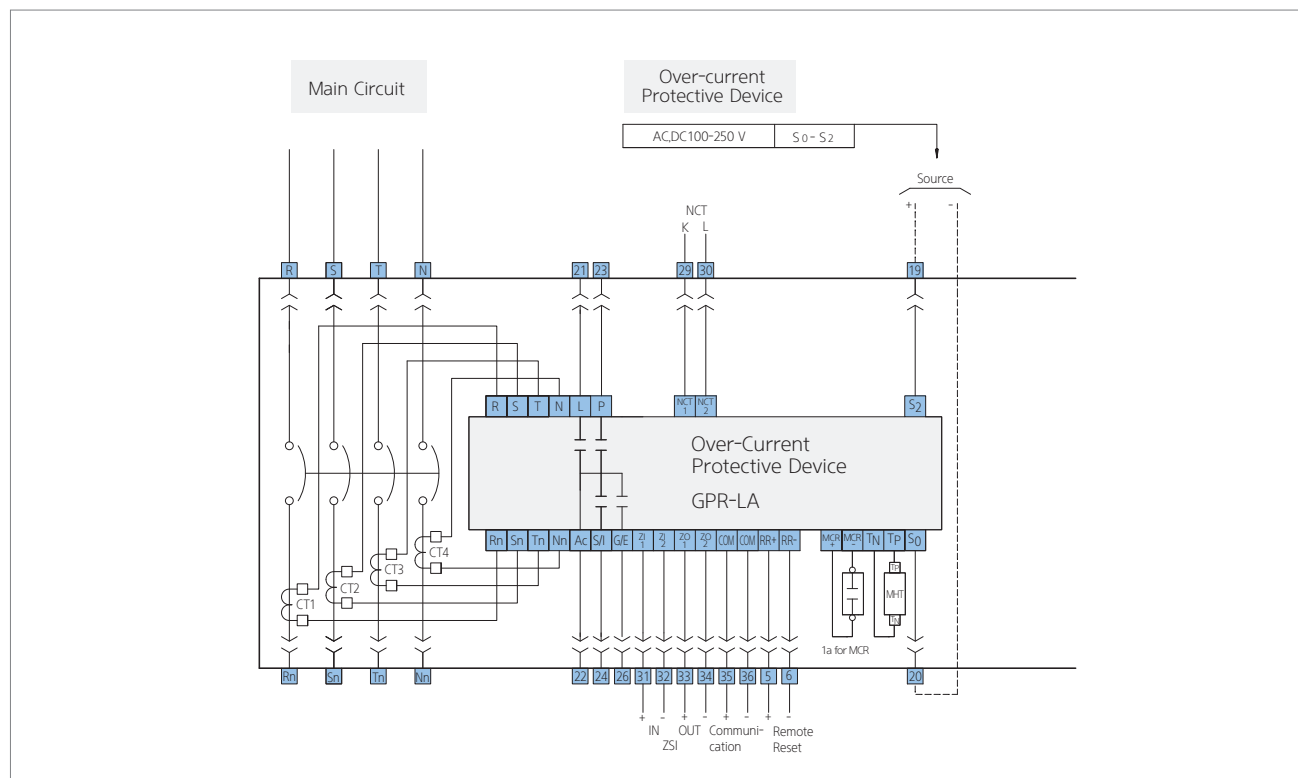 Main Circuit
Over-current
Protective Device
AC,DC100-250 V
S0-S2
Source
+ -
NCT
K L
R S T N 21 23 29 30 19
R S T N L P NCT 1 NCT 2 S2
Over-Current
Protective Device
GPR-LA
Rn Sn Tn Nn Ac S/I G/E ZI 1 ZI 2 ZO 1 ZO 2 COM COM RR+ RR- MCR + MCR - TN TP S0
CT4
CT3
CT2
CT1
TP
MHT
TN
1a for MCR
Rn Sn Tn Nn 22 24 26 31 32 33 34 35 36 5 6 20
+ - + - + - + -
IN OUT Communi- Remote
ZSI cation Reset